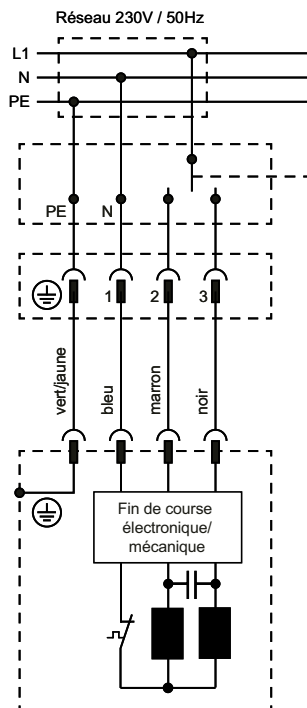 Réseau 230V / 50Hz
L1
N
PE
PE N
1 2 3
vert/jaune
bleu
marron
noir
Fin de course
électronique/
mécanique